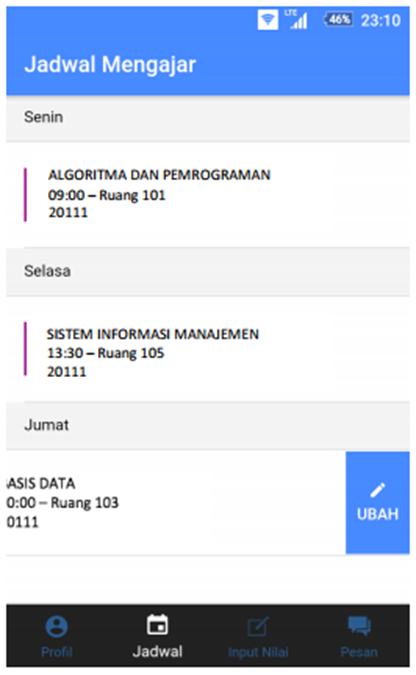 LTE 46% 23:10
Jadwal Mengajar
Senin
ALGORITMA DAN PEMROGRAMAN
09:00 – Ruang 101
20111
Selasa
SISTEM INFORMASI MANAJEMEN
13:30 – Ruang 105
20111
Jumat
ASIS DATA
0:00 – Ruang 103
0111
UBAH
Profil Jadwal Input Nilai Pesan